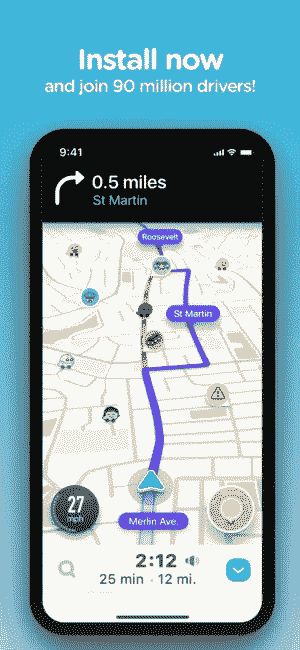 Install now
and join 90 million drivers!
9:41
0.5 miles
St Martin
Roosevelt
St Martin
27
mph
Merlin Ave.
2:12
25 min · 12 mi.